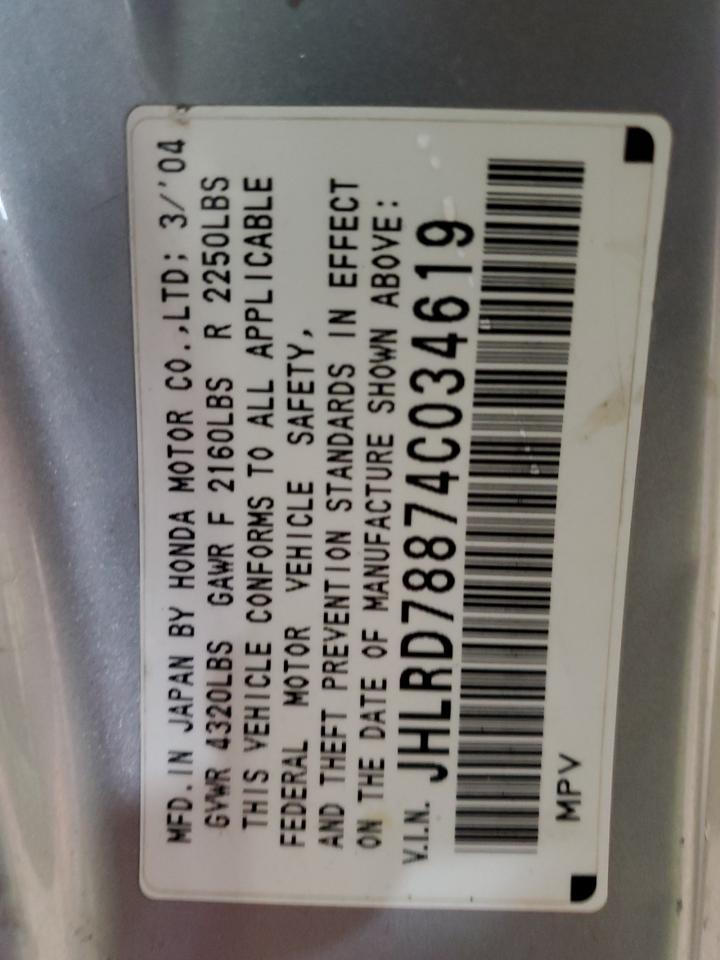 MFD. IN JAPAN BY HONDA MOTOR CO.,LTD; 3/'04
GVWR 4320LBS GAWR F 2160LBS R 2250LBS
THIS VEHICLE CONFORMS TO ALL APPLICABLE
FEDERAL MOTOR VEHICLE SAFETY,
AND THEFT PREVENTION STANDARDS IN EFFECT
ON THE DATE OF MANUFACTURE SHOWN ABOVE:
V.I.N. JHLRD78874C034619
MPV